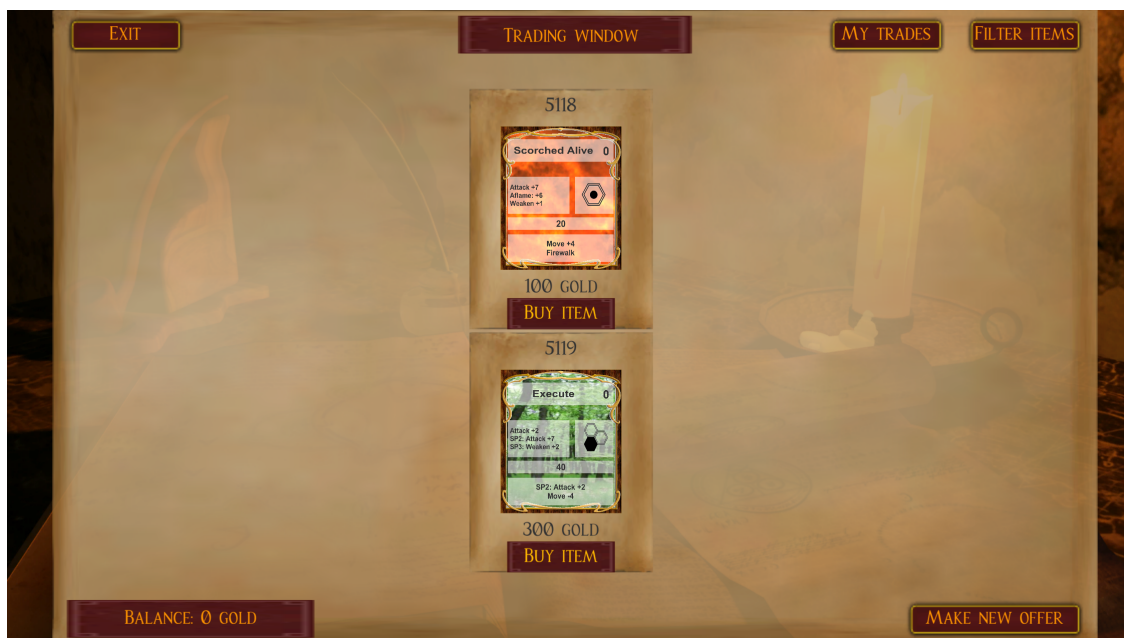 EXIT
TRADING WINDOW
MY TRADES
FILTER ITEMS
5118
Scorched Alive 0
Attack +7
Aflame: +6
Weaken +1
20
Move +4
Firewalk
100 GOLD
BUY ITEM
5119
Execute 0
Attack +2
SP2: Attack +7
SP3: Weaken +2
40
SP2: Attack +2
Move -4
300 GOLD
BUY ITEM
BALANCE: 0 GOLD
MAKE NEW OFFER